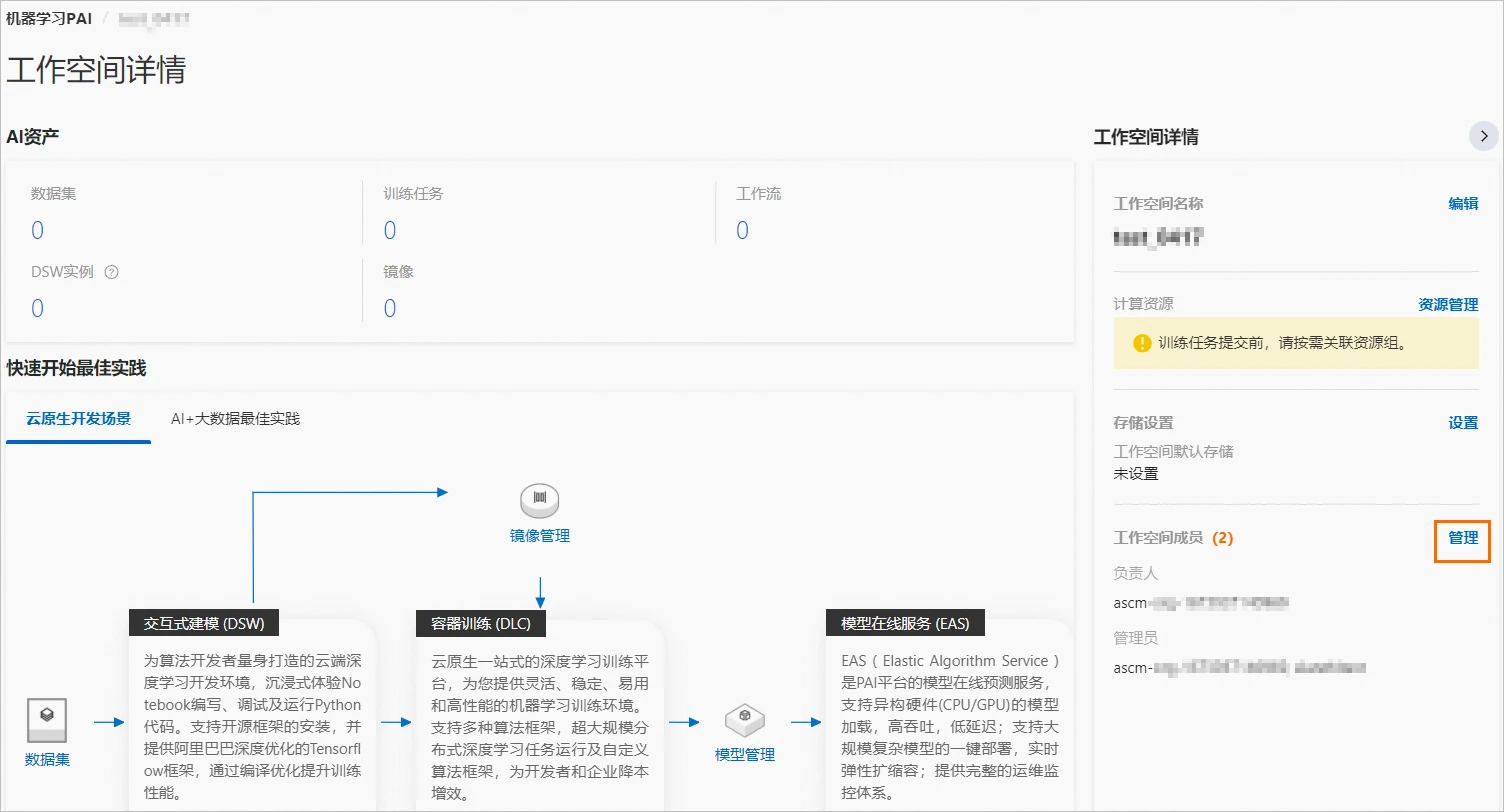 机器学习PAI /
工作空间详情
AI资产
数据集
0
训练任务
0
工作流
0
DSW实例
0
镜像
0
快速开始最佳实践
云原生开发场景
AI+大数据最佳实践
镜像管理
数据集
交互式建模 (DSW)
为算法开发者量身打造的云端深
度学习开发环境，沉浸式体验No
tebook编写、调试及运行Python
代码。支持开源框架的安装，并
提供阿里巴巴深度优化的Tensorfl
ow框架，通过编译优化提升训练
性能。
容器训练 (DLC)
云原生一站式的深度学习训练平
台，为您提供灵活、稳定、易用
和高性能的机器学习训练环境。
支持多种算法框架，超大规模分
布式深度学习任务运行及自定义
算法框架，为开发者和企业降本
增效。
模型管理
模型在线服务 (EAS)
EAS ( Elastic Algorithm Service )
是PAI平台的模型在线预测服务，
支持异构硬件(CPU/GPU)的模型
加载，高吞吐，低延迟；支持大
规模复杂模型的一键部署，实时
弹性扩缩容；提供完整的运维监
控体系。
工作空间详情
工作空间名称
编辑
计算资源
资源管理
训练任务提交前，请按需关联资源组。
存储设置
设置
工作空间默认存储
未设置
工作空间成员 (2)
管理
负责人
ascm-
管理员
ascm-